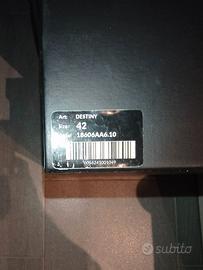 Art: DESTINY
Size: 42
18606AA6.10
subito